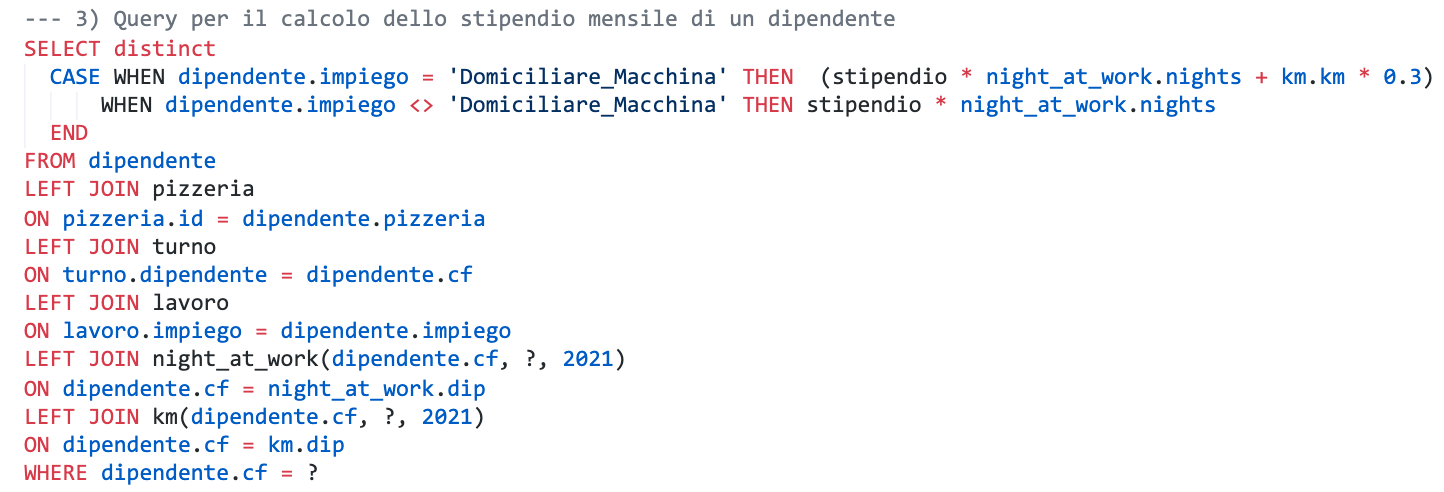 --- 3) Query per il calcolo dello stipendio mensile di un dipendente
SELECT distinct
CASE WHEN dipendente.impiego = 'Domiciliare_Macchina' THEN  (stipendio * night_at_work.nights + km.km * 0.3)
WHEN dipendente.impiego <> 'Domiciliare_Macchina' THEN stipendio * night_at_work.nights
END
FROM dipendente
LEFT JOIN pizzeria
ON pizzeria.id = dipendente.pizzeria
LEFT JOIN turno
ON turno.dipendente = dipendente.cf
LEFT JOIN lavoro
ON lavoro.impiego = dipendente.impiego
LEFT JOIN night_at_work(dipendente.cf, ?, 2021)
ON dipendente.cf = night_at_work.dip
LEFT JOIN km(dipendente.cf, ?, 2021)
ON dipendente.cf = km.dip
WHERE dipendente.cf = ?